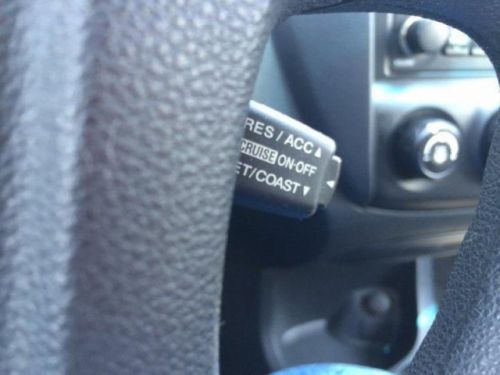 RES/ACC▲
CRUISE ON-OFF
ET/COAST▼